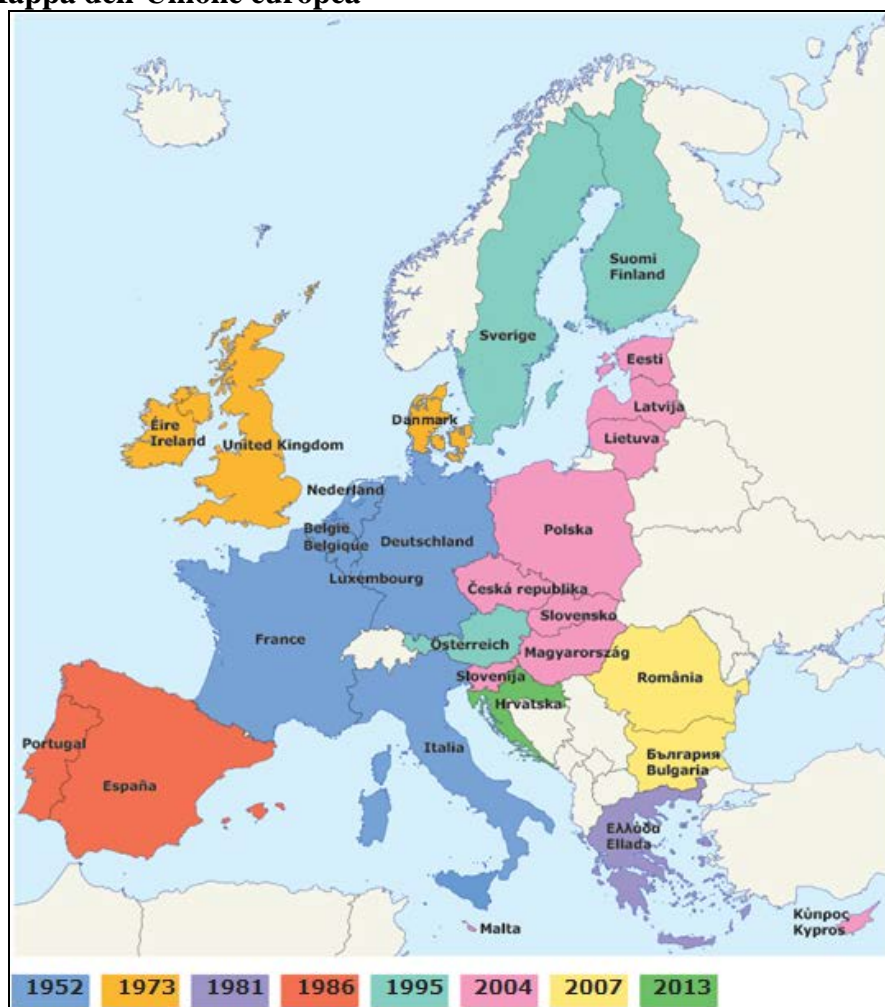 Mappa dell'Unione europea
Suomi
Finland
Sverige
Eesti
Latvija
Lietuva
Danmark
Éire
Ireland
United Kingdom
Nederland
België
Belgique
Deutschland
Polska
Luxembourg
Česká republika
Slovensko
France
Österreich
Magyarország
Slovenija
România
Hrvatska
Italia
Portugal
България
Bulgaria
España
Ελλάδα
Ellada
Malta
Κύπρος
Kypros
1952 1973 1981 1986 1995 2004 2007 2013